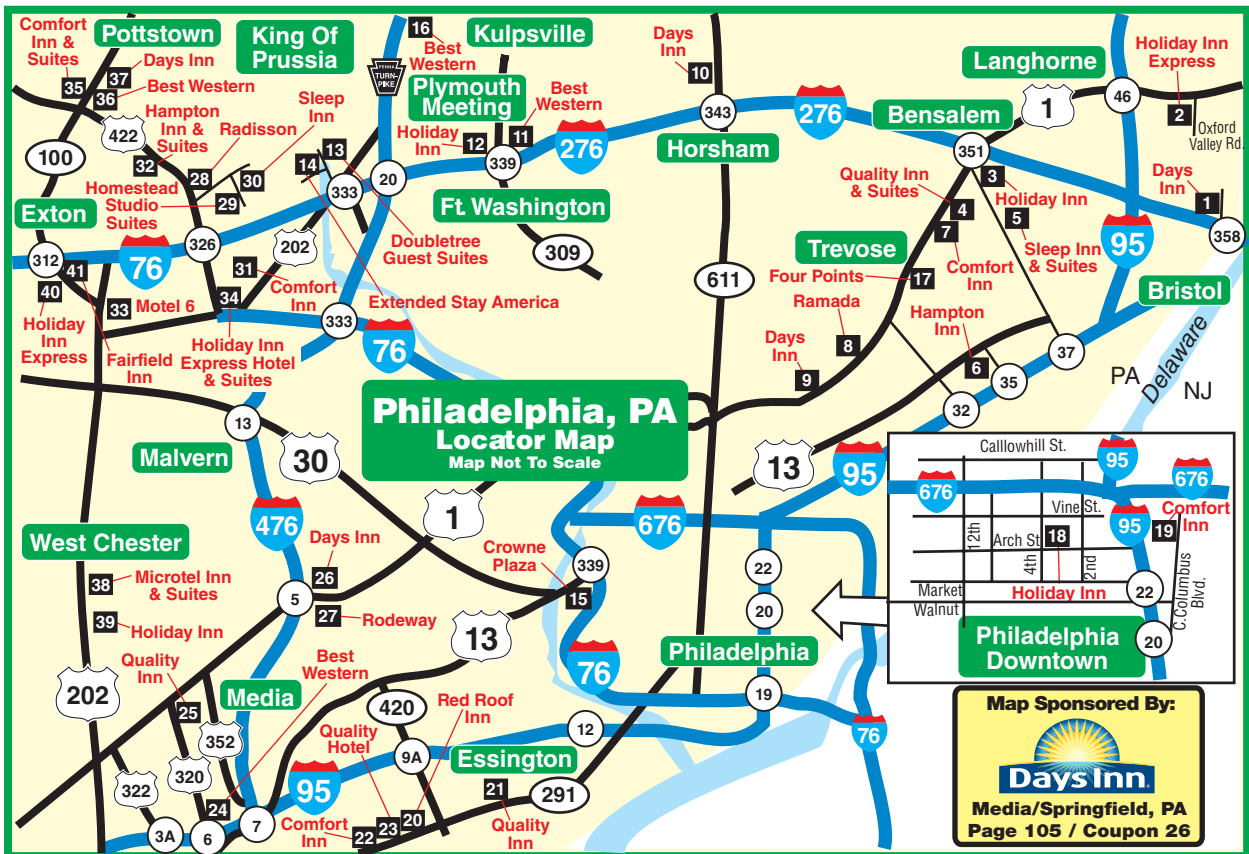 Comfort
Inn &
Suites
35
Pottstown
37
Days Inn
36
Best Western
Hampton
Inn &
Suites
32
422
100
King Of
Prussia
Radisson
28
Sleep
Inn
30
29
Homestead
Studio
Suites
PENNA
TURN-
PIKE
16
Best
Western
Kulpsville
Plymouth
Meeting
Holiday
Inn
12
11
Best
Western
339
276
14
13
333
20
Ft. Washington
309
Doubletree
Guest Suites
Extended Stay America
202
Exton
312
76
326
41
40
Holiday
Inn
Express
33
Motel 6
Fairfield
Inn
34
31
Comfort
Inn
Holiday Inn
Express Hotel
& Suites
333
76
Days
Inn
10
343
Horsham
276
611
Bensalem
351
1
Langhorne
46
Holiday Inn
Express
2
Oxford
Valley Rd.
Days
Inn
1
358
Quality Inn
& Suites
3
Holiday Inn
4
7
5
Sleep Inn
& Suites
Comfort
Inn
95
Trevose
Four Points
17
Ramada
8
Days
Inn
9
Hampton
Inn
6
37
35
32
Bristol
PA
Delaware
NJ
Philadelphia, PA
Locator Map
Map Not To Scale
13
95
13
Malvern
30
476
1
676
West Chester
38
Microtel Inn
& Suites
39
Holiday Inn
202
Days Inn
26
5
27
Rodeway
Crowne
Plaza
339
15
13
76
22
20
Philadelphia
19
76
Quality
Inn
25
Media
Best
Western
352
320
322
24
3A
6
7
95
420
9A
12
Red Roof
Inn
Quality
Hotel
Essington
21
Quality
Inn
291
Comfort
Inn
22
23
20
Calllowhill St.
95
676
676
Vine St.
95
19
Comfort
Inn
12th
Arch St.
18
4th
2nd
Market
Holiday Inn
22
Walnut
C.Columbus
Blvd.
20
Philadelphia
Downtown
Map Sponsored By:
Days Inn
Media/Springfield, PA
Page 105 / Coupon 26